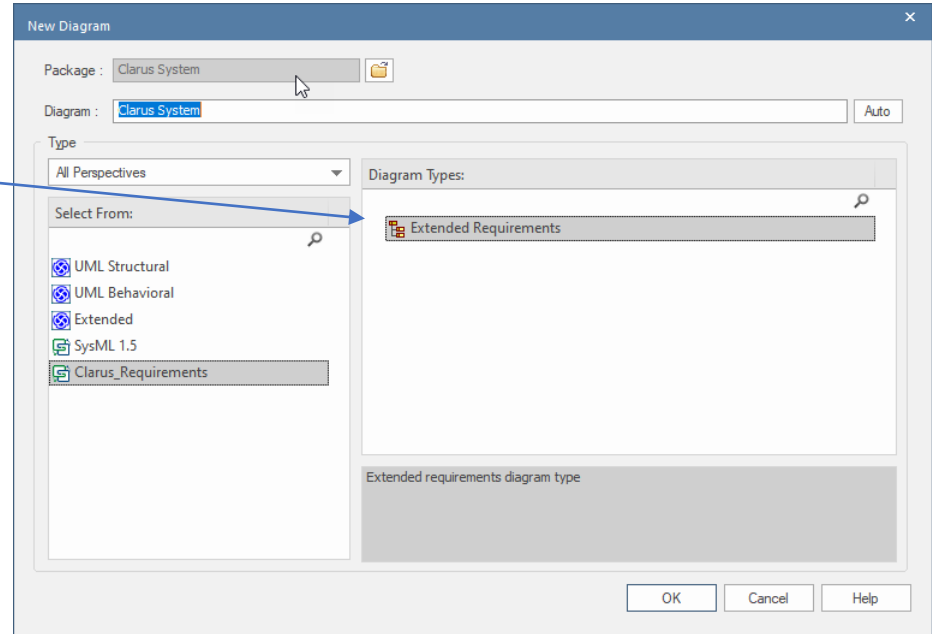 New Diagram
Package : Clarus System
Diagram : Clarus System Auto
Type
All Perspectives
Select From:
UML Structural
UML Behavioral
Extended
SysML 1.5
Clarus_Requirements
Diagram Types:
Extended Requirements
Extended requirements diagram type
OK Cancel Help